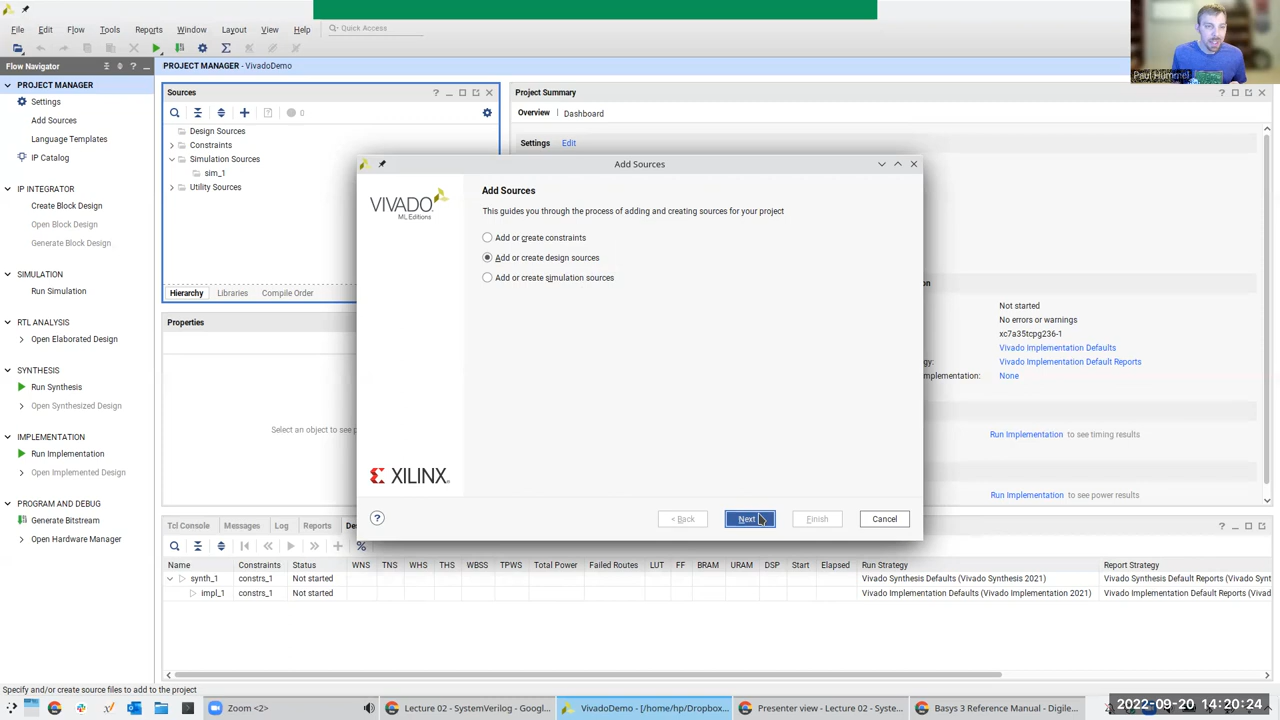 File Edit Flow Tools Reports Window Layout View Help Quick Access
Paul Hummel
Flow Navigator
PROJECT MANAGER
Settings
Add Sources
Language Templates
IP Catalog
IP INTEGRATOR
Create Block Design
Open Block Design
Generate Block Design
SIMULATION
Run Simulation
RTL ANALYSIS
Open Elaborated Design
SYNTHESIS
Run Synthesis
Open Synthesized Design
IMPLEMENTATION
Run Implementation
Open Implemented Design
PROGRAM AND DEBUG
Generate Bitstream
Open Hardware Manager
PROJECT MANAGER - VivadoDemo
Sources
0
Design Sources
Constraints
Simulation Sources
sim_1
Utility Sources
Hierarchy Libraries Compile Order
Properties
Select an object to see
Project Summary
Overview Dashboard
Settings Edit
Not started
No errors or warnings
xc7a35tcpg236-1
Vivado Implementation Defaults
Vivado Implementation Default Reports
None
Run Implementation to see timing results
Run Implementation to see power results
Add Sources
VIVADO
ML Editions
XILINX
Add Sources
This guides you through the process of adding and creating sources for your project
Add or create constraints
Add or create design sources
Add or create simulation sources
? < Back Next Finish Cancel
Tcl Console Messages Log Reports
Name Constraints Status WNS TNS WHS THS WBSS TPWS Total Power Failed Routes LUT FF BRAM URAM DSP Start Elapsed Run Strategy Report Strategy
synth_1 constrs_1 Not started Vivado Synthesis Defaults (Vivado Synthesis 2021) Vivado Synthesis Default Reports (Vivado Synt
impl_1 constrs_1 Not started Vivado Implementation Defaults (Vivado Implementation 2021) Vivado Implementation Default Reports (Vivad
Specify and/or create source files to add to the project
Zoom <2> Lecture 02 - SystemVerilog - Googl... VivadoDemo - [/home/hp/Dropbox... Presenter view - Lecture 02 - Syste Basys 3 Reference Manual - Digile...
2022-09-20 14:20:24